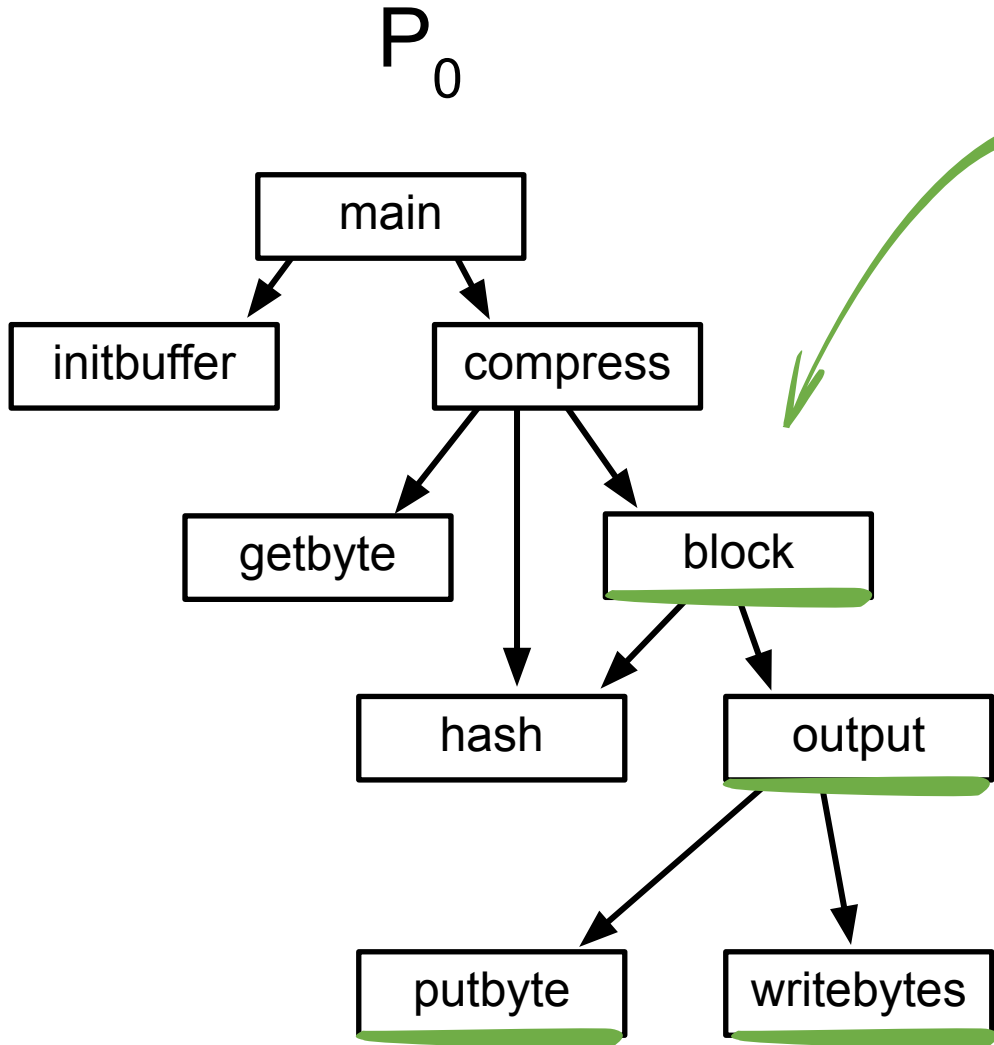 P0
main
initbuffer
compress
getbyte
block
hash
output
putbyte
writebytes